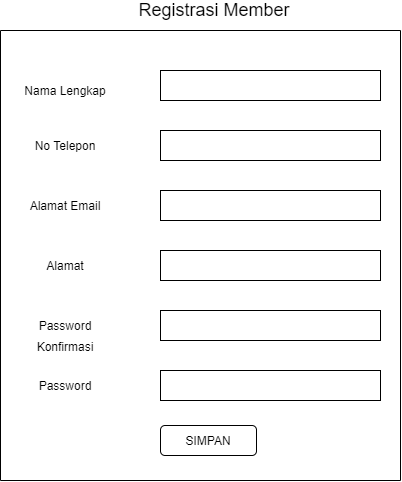 Registrasi Member
Nama Lengkap
No Telepon
Alamat Email
Alamat
Password
Konfirmasi
Password
SIMPAN